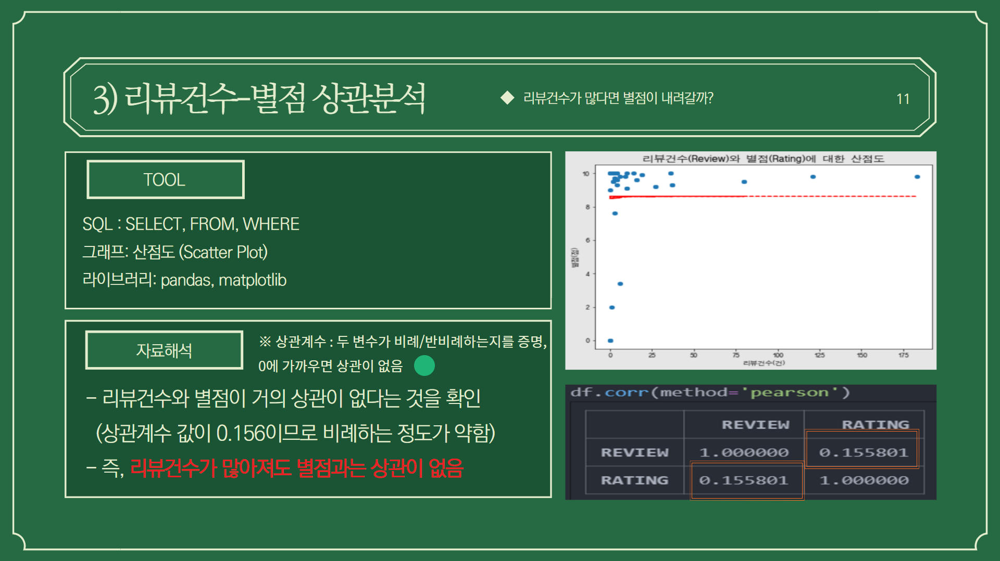 3) 리뷰건수-별점 상관분석
◆ 리뷰건수가 많다면 별점이 내려갈까?
11
TOOL
SQL : SELECT, FROM, WHERE
그래프: 산점도 (Scatter Plot)
라이브러리: pandas, matplotlib
자료해석
※ 상관계수 : 두 변수가 비례/반비례하는지를 증명,
0에 가까우면 상관이 없음
- 리뷰건수와 별점이 거의 상관이 없다는 것을 확인
(상관계수 값이 0.156이므로 비례하는 정도가 약함)
- 즉, 리뷰건수가 많아져도 별점과는 상관이 없음
리뷰건수(Review)와 별점(Rating)에 대한 산점도
10
8
6
4
2
0
별점(점)
0 25 50 75 100 125 150 175
리뷰건수(건)
df.corr(method='pearson')
REVIEW RATING
REVIEW 1.000000 0.155801
RATING 0.155801 1.000000